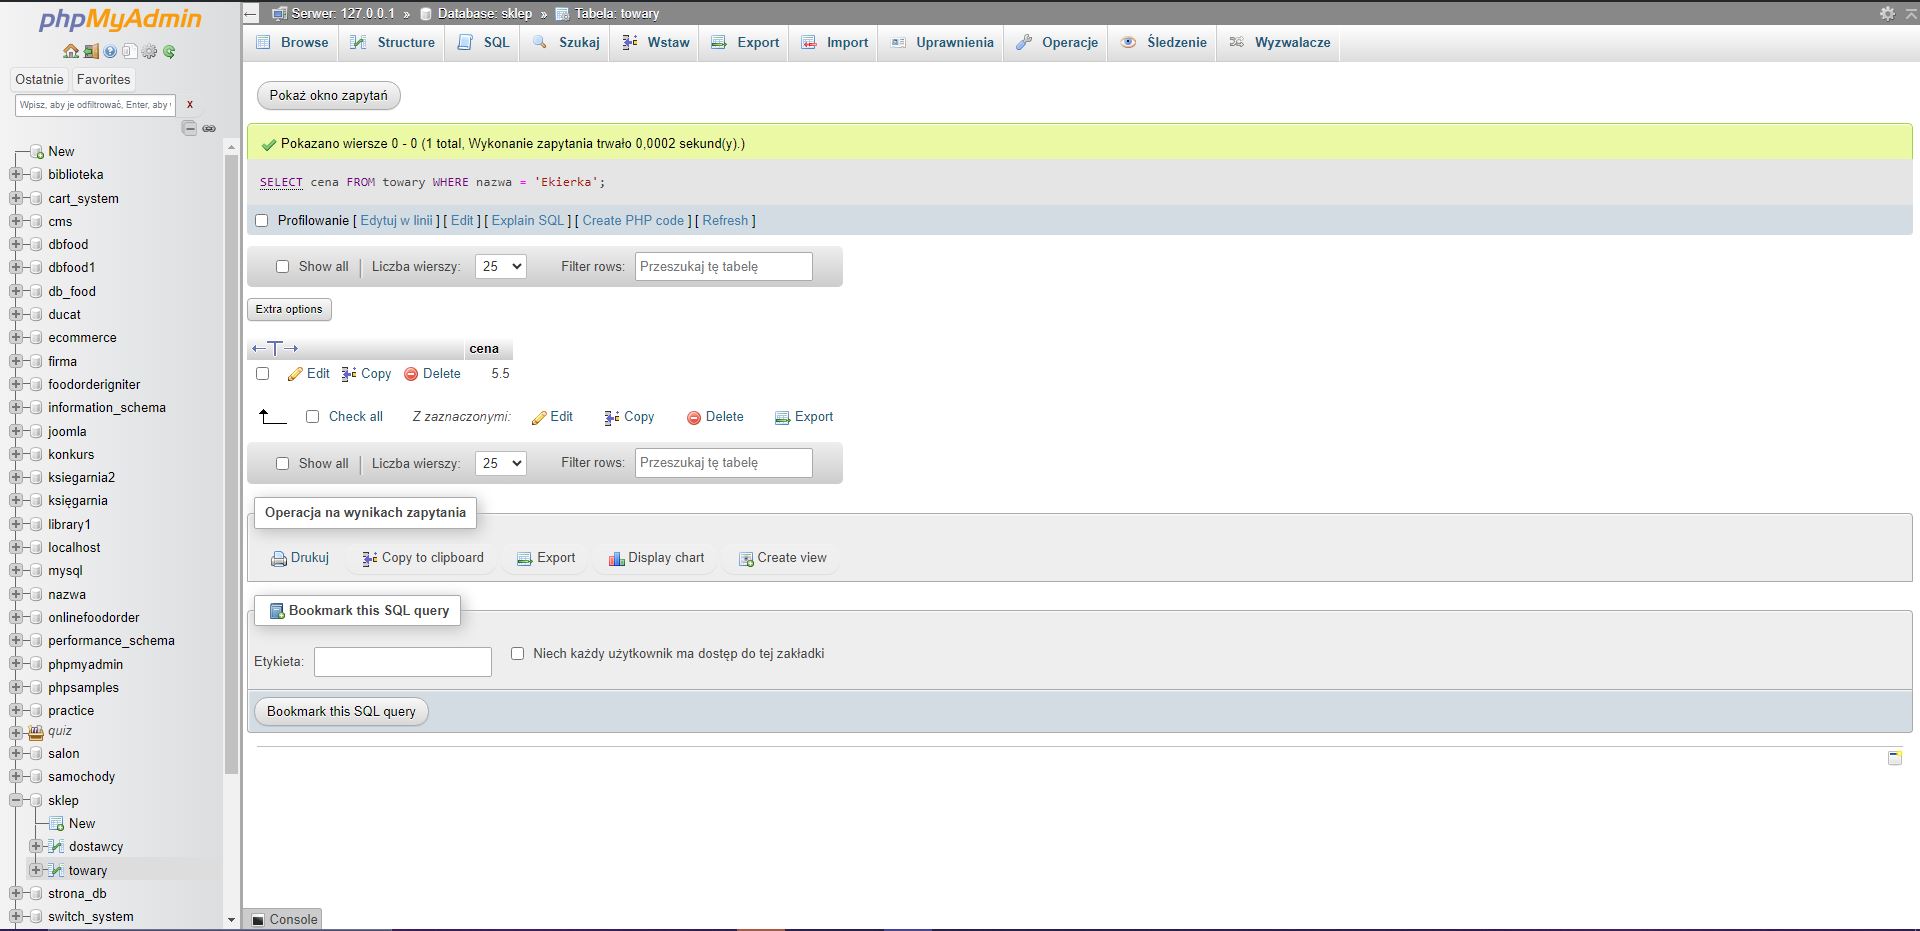 phpMyAdmin
Ostatnie Favorites
Wpisz, aby je odfiltrować, Enter, aby X
New
biblioteka
cart_system
cms
dbfood
dbfood1
db_food
ducat
ecommerce
firma
foodorderigniter
information_schema
joomla
konkurs
ksiegarnia2
księgarnia
library1
localhost
mysql
nazwa
onlinefoodorder
performance_schema
phpmyadmin
phpsamples
practice
quiz
salon
samochody
sklep
New
dostawcy
towary
strona_db
switch_system
Serwer: 127.0.0.1 » Database: sklep » Tabela: towary
Browse Structure SQL Szukaj Wstaw Export Import Uprawnienia Operacje Śledzenie Wyzwalacze
Pokaż okno zapytań
Pokazano wiersze 0 - 0 (1 total, Wykonanie zapytania trwało 0,0002 sekund(y).)
SELECT cena FROM towary WHERE nazwa = 'Ekierka';
Profilowanie [ Edytuj w linii ] [ Edit ] [ Explain SQL ] [ Create PHP code ] [ Refresh ]
Show all | Liczba wierszy: 25 Filter rows: Przeszukaj tę tabelę
Extra options
←T→ cena
Edit Copy Delete 5.5
Check all Z zaznaczonymi: Edit Copy Delete Export
Show all | Liczba wierszy: 25 Filter rows: Przeszukaj tę tabelę
Operacja na wynikach zapytania
Drukuj Copy to clipboard Export Display chart Create view
Bookmark this SQL query
Etykieta: Niech każdy użytkownik ma dostęp do tej zakładki
Bookmark this SQL query
Console